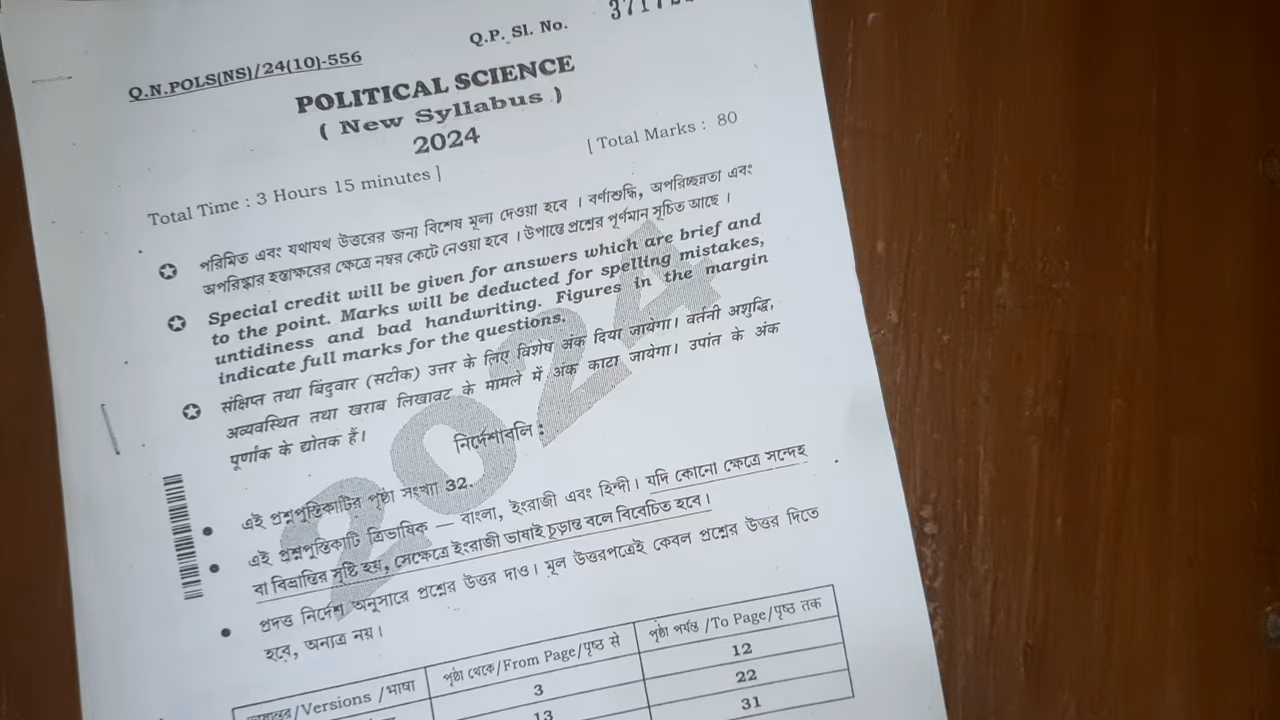 Q.P. Sl. No.
Q.N.POLS(NS)/24(10)-556
POLITICAL SCIENCE
( New Syllabus )
2024
Total Time : 3 Hours 15 minutes ]
[ Total Marks : 80
পরিমিত এবং যথাযথ উত্তরের জন্য বিশেষ মূল্য দেওয়া হবে । বর্ণাশুদ্ধি, অপরিচ্ছন্নতা এবং
অপরিষ্কার হস্তাক্ষরের ক্ষেত্রে নম্বর কেটে নেওয়া হবে । উপান্তে প্রশ্নের পূর্ণমান সূচিত আছে ।
Special credit will be given for answers which are brief and
to the point. Marks will be deducted for spelling mistakes,
untidiness and bad handwriting. Figures in the margin
indicate full marks for the questions.
संक्षिप्त तथा बिंदुवार (सटीक) उत्तर के लिए विशेष अंक दिया जायेगा। वर्तनी अशुद्धि,
अव्यवस्थित तथा खराब लिखावट के मामले में अंक काटा जायेगा। उपांत के अंक
पूर्णांक के द्योतक हैं।
নির্দেশাবলি :
এই প্রশ্নপুস্তিকাটির পৃষ্ঠা সংখ্যা 32.
এই প্রশ্নপুস্তিকাটি ত্রিভাষিক — বাংলা, ইংরাজী এবং হিন্দী । যদি কোনো ক্ষেত্রে সন্দেহ
বা বিভ্রান্তির সৃষ্টি হয়, সেক্ষেত্রে ইংরাজী ভাষাই চূড়ান্ত বলে বিবেচিত হবে ।
প্রদত্ত নির্দেশ অনুসারে প্রশ্নের উত্তর দাও । মূল উত্তরপত্রেই কেবল প্রশ্নের উত্তর দিতে
হবে, অন্যত্র নয় ।
/Versions /भाषा পৃষ্ঠা থেকে/From Page/पृष्ठ से পৃষ্ঠা পর্যন্ত /To Page/पृष्ठ तक
3 12
13 22
31
2024